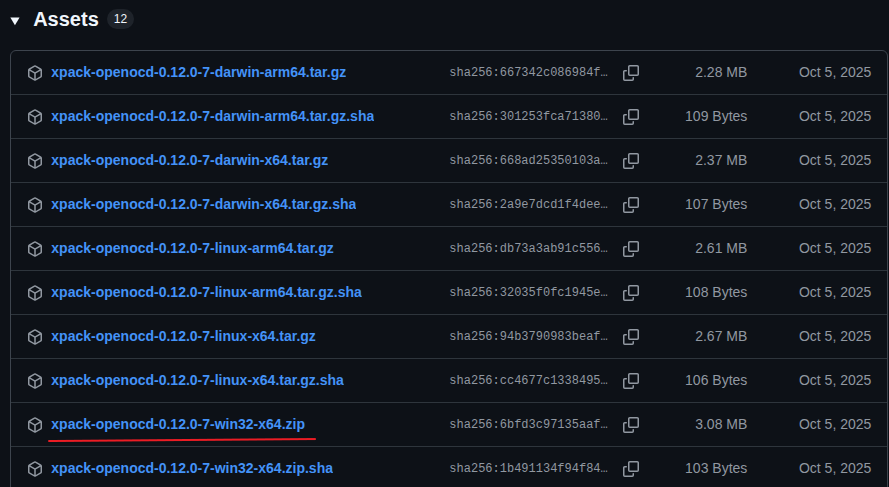 Assets 12
xpack-openocd-0.12.0-7-darwin-arm64.tar.gz sha256:667342c086984f… 2.28 MB Oct 5, 2025
xpack-openocd-0.12.0-7-darwin-arm64.tar.gz.sha sha256:301253fca71380… 109 Bytes Oct 5, 2025
xpack-openocd-0.12.0-7-darwin-x64.tar.gz sha256:668ad25350103a… 2.37 MB Oct 5, 2025
xpack-openocd-0.12.0-7-darwin-x64.tar.gz.sha sha256:2a9e7dcd1f4dee… 107 Bytes Oct 5, 2025
xpack-openocd-0.12.0-7-linux-arm64.tar.gz sha256:db73a3ab91c556… 2.61 MB Oct 5, 2025
xpack-openocd-0.12.0-7-linux-arm64.tar.gz.sha sha256:32035f0fc1945e… 108 Bytes Oct 5, 2025
xpack-openocd-0.12.0-7-linux-x64.tar.gz sha256:94b3790983beaf… 2.67 MB Oct 5, 2025
xpack-openocd-0.12.0-7-linux-x64.tar.gz.sha sha256:cc4677c1338495… 106 Bytes Oct 5, 2025
xpack-openocd-0.12.0-7-win32-x64.zip sha256:6bfd3c97135aaf… 3.08 MB Oct 5, 2025
xpack-openocd-0.12.0-7-win32-x64.zip.sha sha256:1b491134f94f84… 103 Bytes Oct 5, 2025